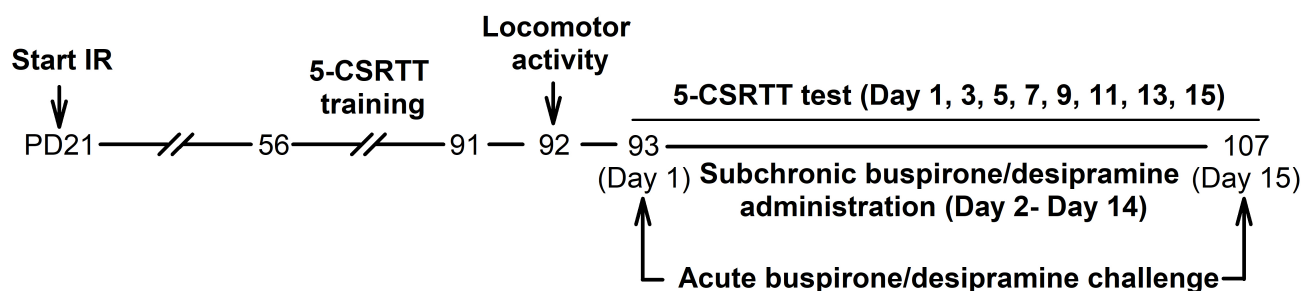 Start IR
5-CSRTT
training
Locomotor
activity
5-CSRTT test (Day 1, 3, 5, 7, 9, 11, 13, 15)
PD21 56 91 92 93 107
(Day 1) Subchronic buspirone/desipramine (Day 15)
administration (Day 2- Day 14)
Acute buspirone/desipramine challenge